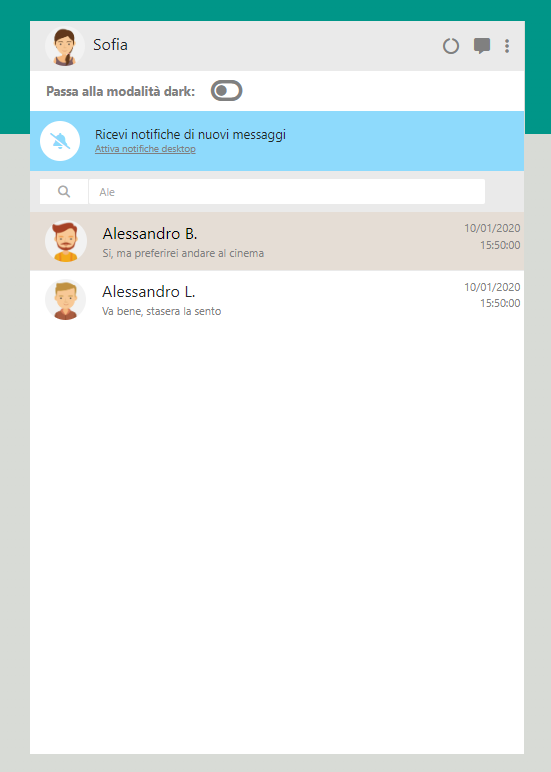 Sofia
Passa alla modalità dark:
Ricevi notifiche di nuovi messaggi
Attiva notifiche desktop
Ale
Alessandro B.
10/01/2020
Si, ma preferirei andare al cinema
15:50:00
Alessandro L.
10/01/2020
Va bene, stasera la sento
15:50:00